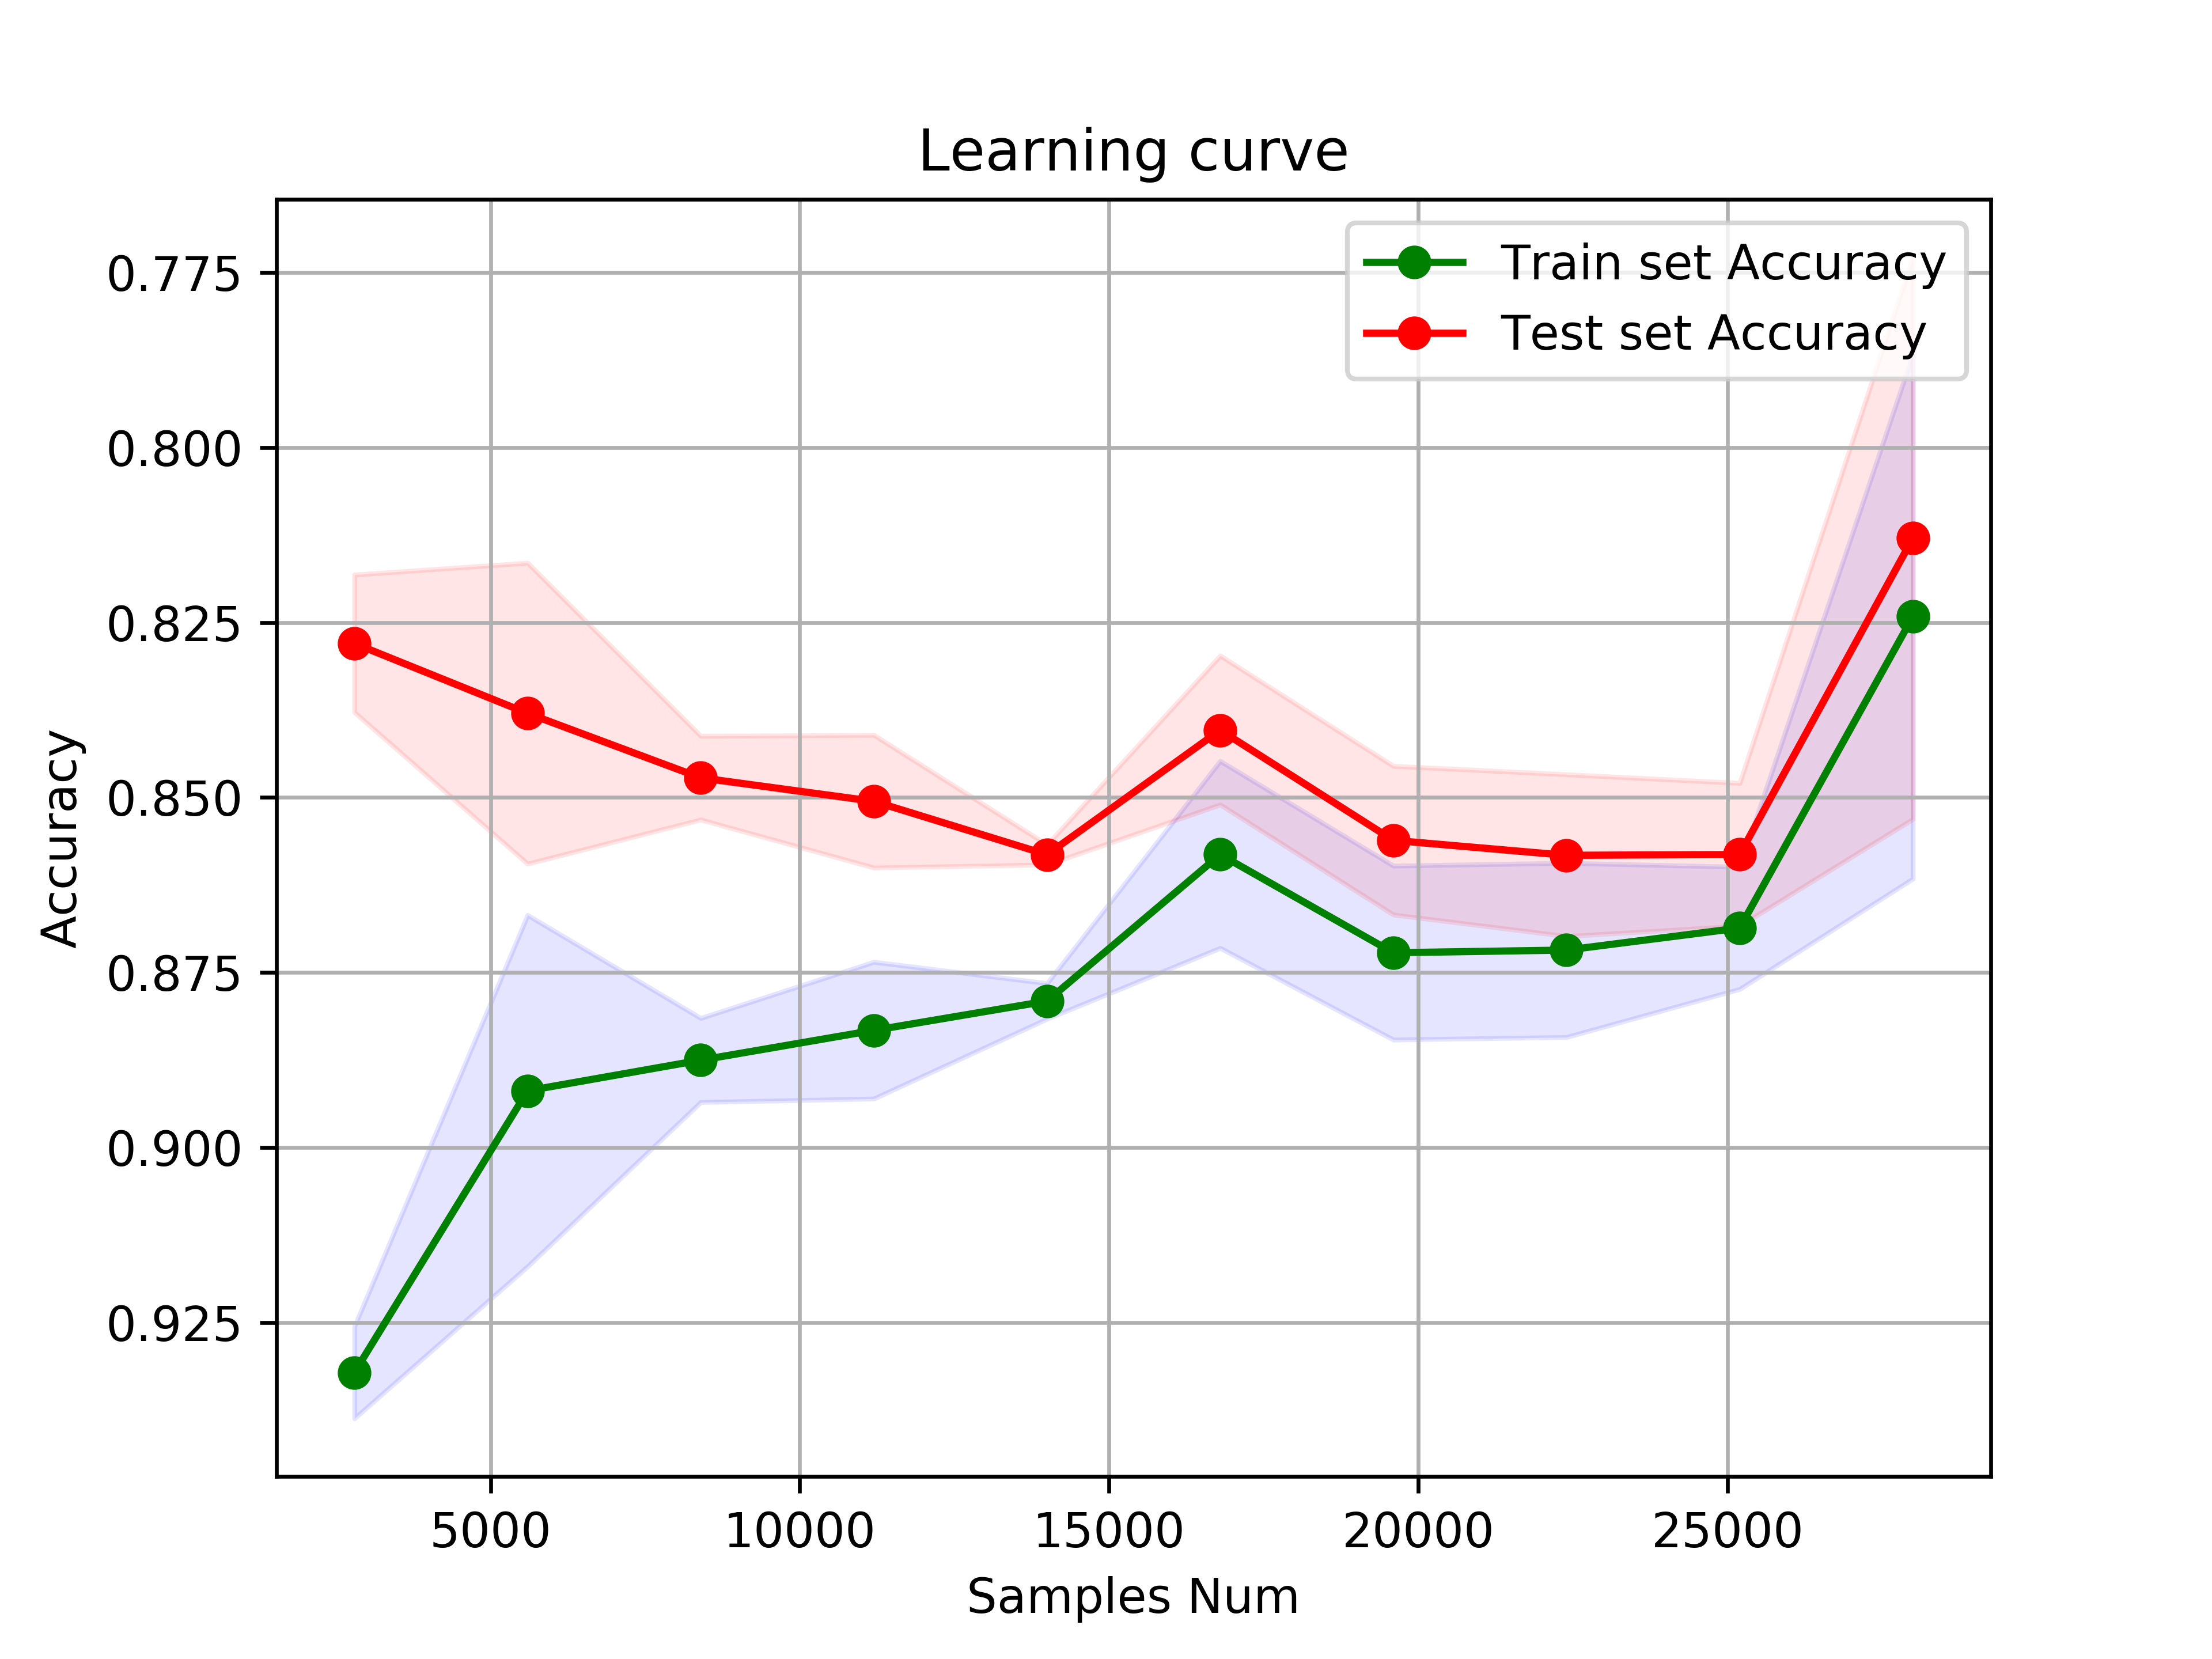 Learning curve
Train set Accuracy
Test set Accuracy
0.775
0.800
0.825
0.850
0.875
0.900
0.925
Accuracy
5000 10000 15000 20000 25000
Samples Num